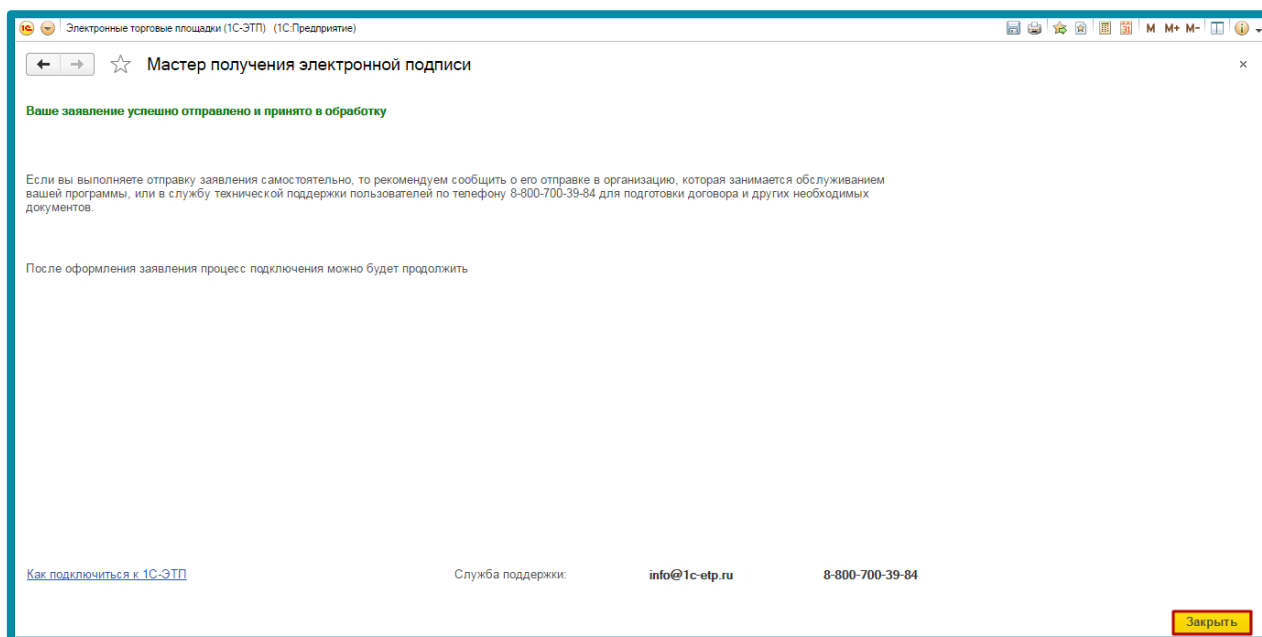 Электронные торговые площадки (1С-ЭТП) (1С:Предприятие)
M M+ M-
Мастер получения электронной подписи
Ваше заявление успешно отправлено и принято в обработку
Если вы выполняете отправку заявления самостоятельно, то рекомендуем сообщить о его отправке в организацию, которая занимается обслуживанием
вашей программы, или в службу технической поддержки пользователей по телефону 8-800-700-39-84 для подготовки договора и других необходимых
документов.
После оформления заявления процесс подключения можно будет продолжить
Как подключиться к 1С-ЭТП Служба поддержки: info@1c-etp.ru 8-800-700-39-84
Закрыть